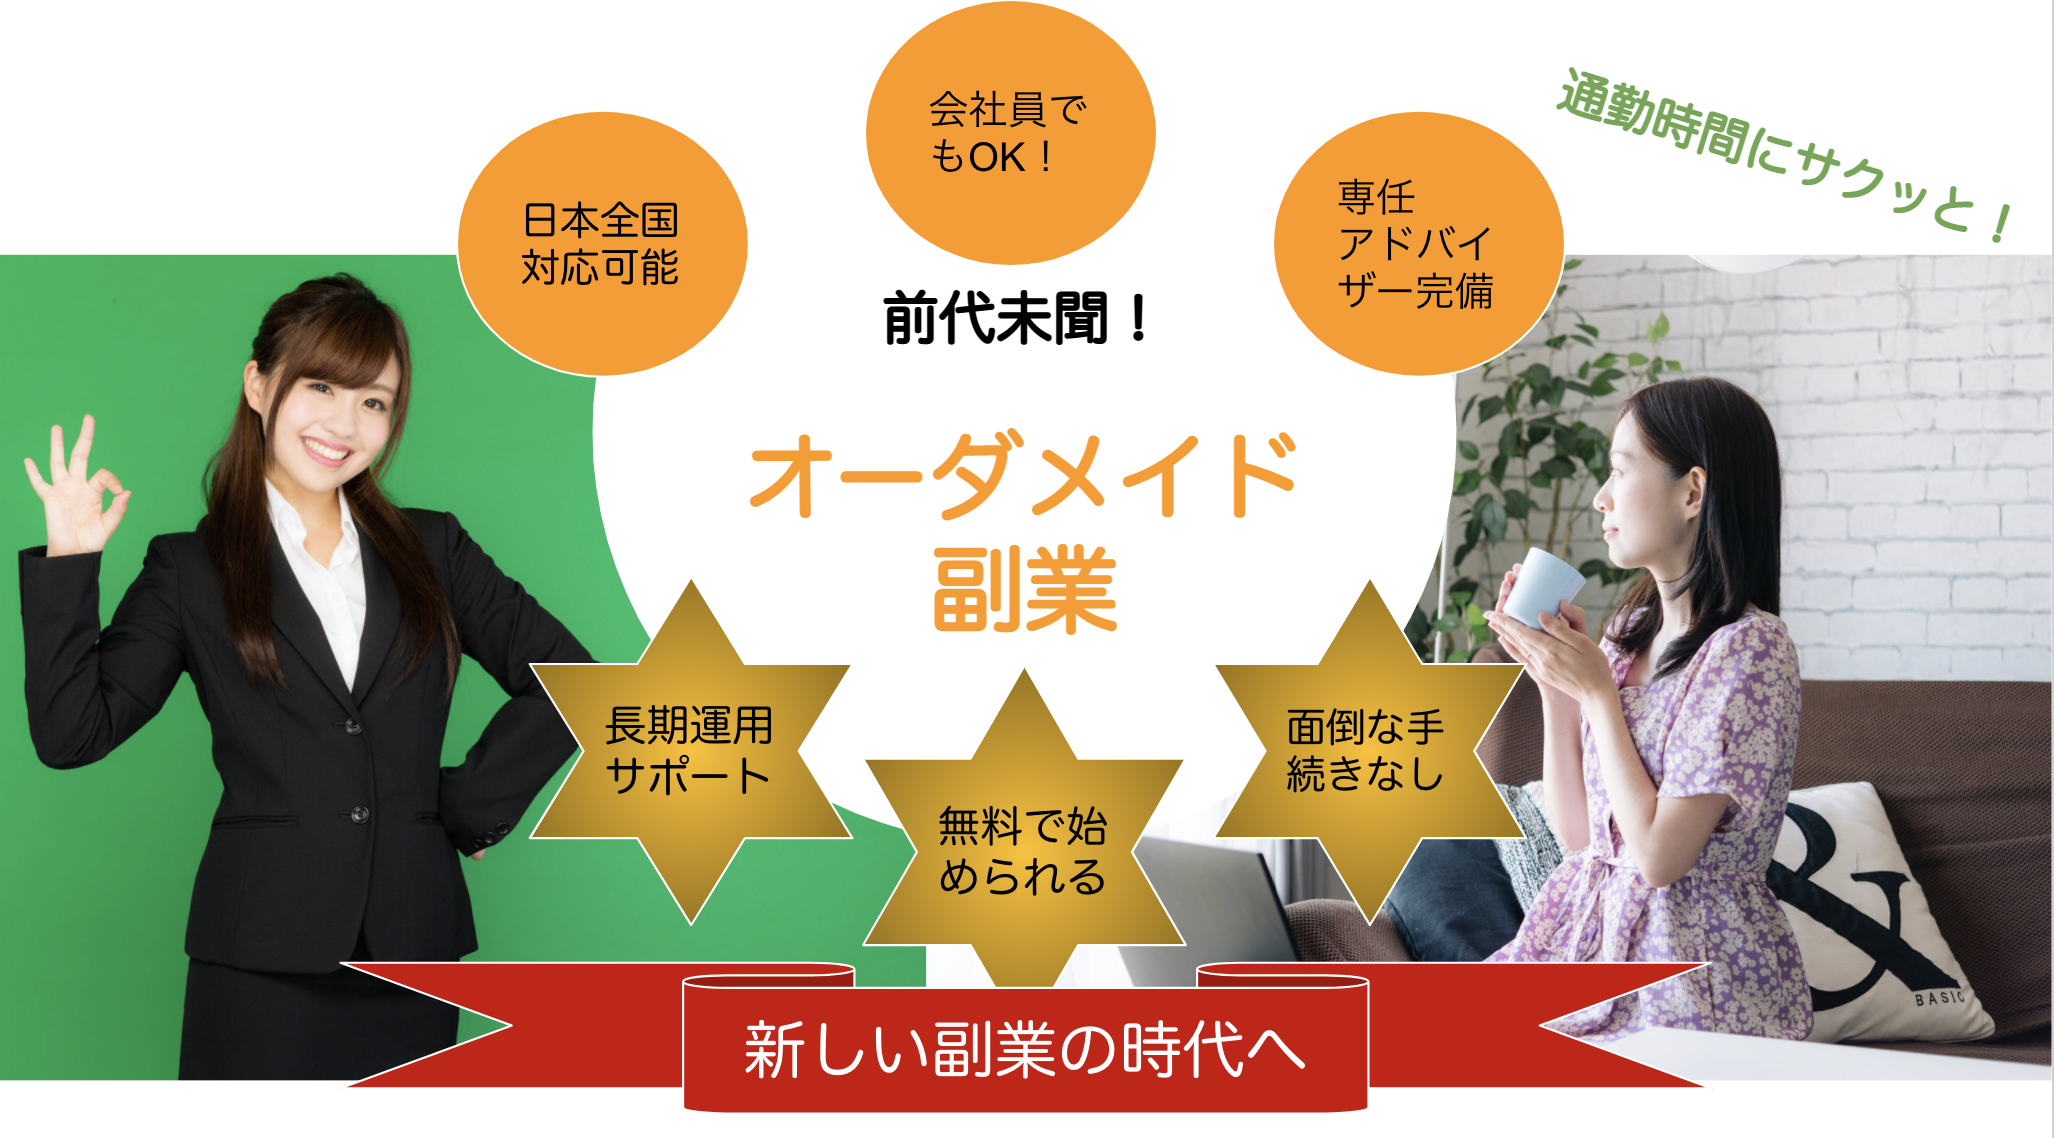 会社員で
もOK！
通勤時間にサクッと！
日本全国
対応可能
専任
アドバイ
ザー完備
前代未聞！
オーダメイド
副業
長期運用
サポート
面倒な手
続きなし
無料で始
められる
&
BASIC
新しい副業の時代へ